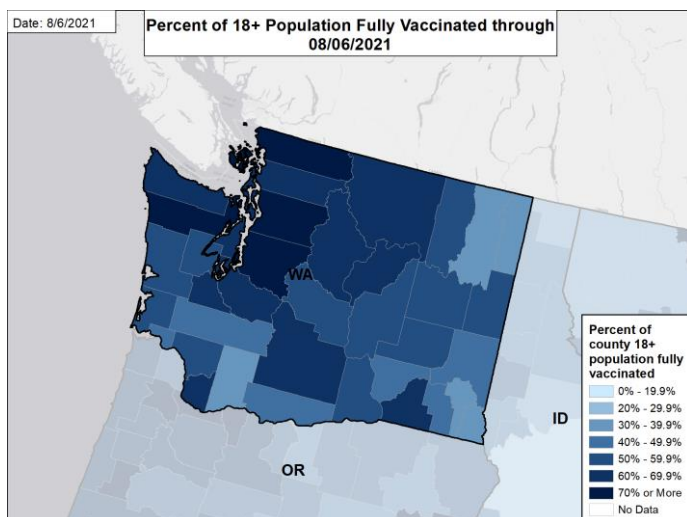 Date: 8/6/2021
Percent of 18+ Population Fully Vaccinated through
08/06/2021
WA
ID
OR
Percent of
county 18+
population fully
vaccinated
0% - 19.9%
20% - 29.9%
30% - 39.9%
40% - 49.9%
50% - 59.9%
60% - 69.9%
70% or More
No Data